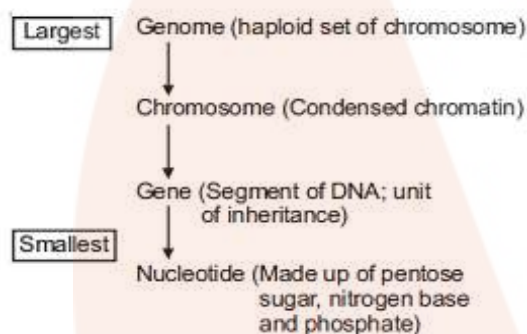 Largest
Genome (haploid set of chromosome)
Chromosome (Condensed chromatin)
Gene (Segment of DNA; unit
of inheritance)
Smallest
Nucleotide (Made up of pentose
sugar, nitrogen base
and phosphate)